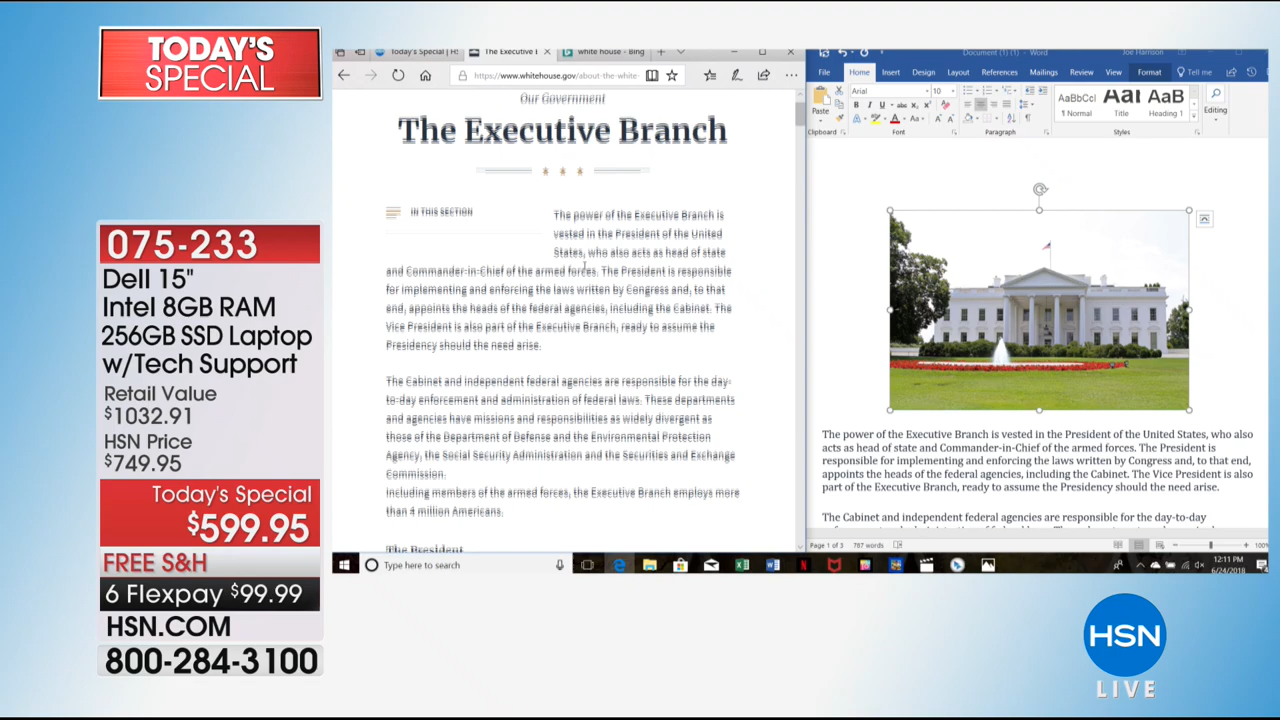 TODAY'S
SPECIAL
075-233
Dell 15"
Intel 8GB RAM
256GB SSD Laptop
w/Tech Support
Retail Value
$1032.91
HSN Price
$749.95
Today's Special
$599.95
FREE S&H
6 Flexpay $99.99
HSN.COM
800-284-3100
Today's Special | HS
The Executive E
white house - Bing
https://www.whitehouse.gov/about-the-white-
Our Government
The Executive Branch
IN THIS SECTION
The power of the Executive Branch is
vested in the President of the United
States, who also acts as head of state
and Commander-in-Chief of the armed forces. The President is responsible
for implementing and enforcing the laws written by Congress and, to that
end, appoints the heads of the federal agencies, including the Cabinet. The
Vice President is also part of the Executive Branch, ready to assume the
Presidency should the need arise.
The Cabinet and independent federal agencies are responsible for the day-
to-day enforcement and administration of federal laws. These departments
and agencies have missions and responsibilities as widely divergent as
those of the Department of Defense and the Environmental Protection
Agency, the Social Security Administration and the Securities and Exchange
Commission.
Including members of the armed forces, the Executive Branch employs more
than 4 million Americans.
The President
Document (1) (1) - Word
Joe Harrison
File Home Insert Design Layout References Mailings Review View Format Tell me
Arial 10
AaBbCcI AaI AaB
Paste
¶ Normal Title Heading 1
Editing
Clipboard Font Paragraph Styles
The power of the Executive Branch is vested in the President of the United States, who also
acts as head of state and Commander-in-Chief of the armed forces. The President is
responsible for implementing and enforcing the laws written by Congress and, to that end,
appoints the heads of the federal agencies, including the Cabinet. The Vice President is also
part of the Executive Branch, ready to assume the Presidency should the need arise.
The Cabinet and independent federal agencies are responsible for the day-to-day
Page 1 of 3 787 words
100%
Type here to search
12:11 PM
6/24/2018
HSN
LIVE